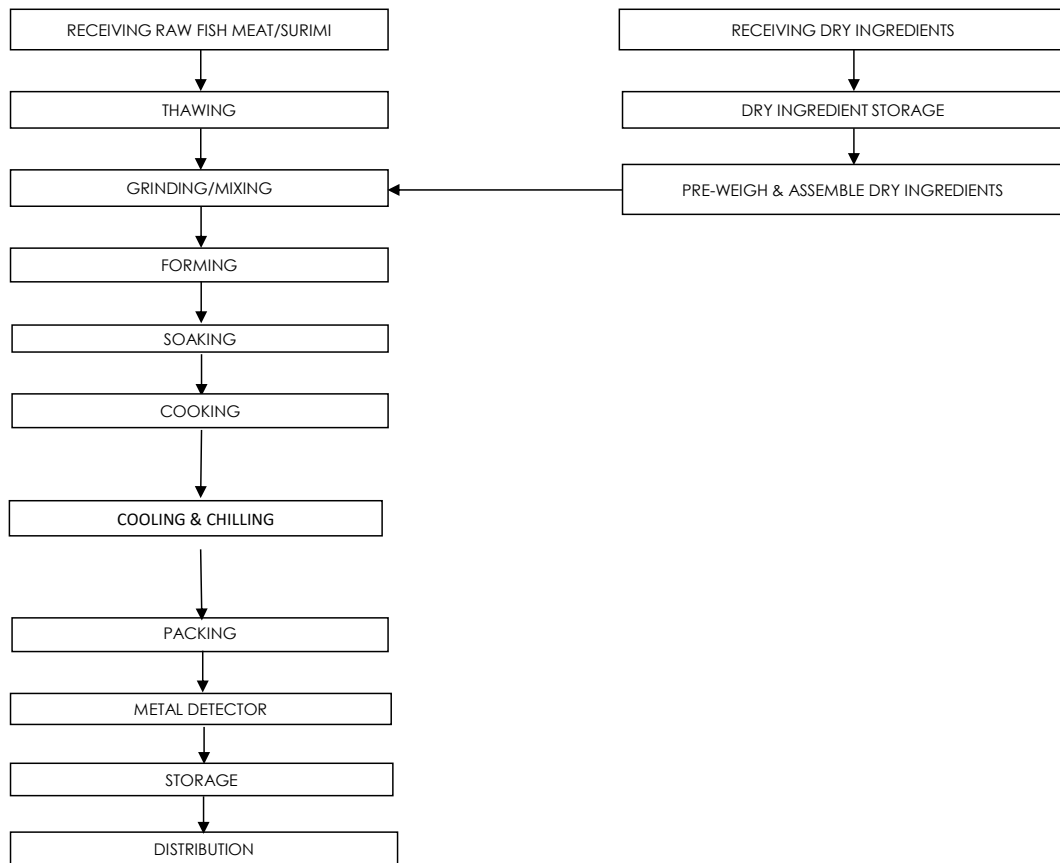 RECEIVING RAW FISH MEAT/SURIMI
THAWING
GRINDING/MIXING
FORMING
SOAKING
COOKING
COOLING & CHILLING
PACKING
METAL DETECTOR
STORAGE
DISTRIBUTION
RECEIVING DRY INGREDIENTS
DRY INGREDIENT STORAGE
PRE-WEIGH & ASSEMBLE DRY INGREDIENTS